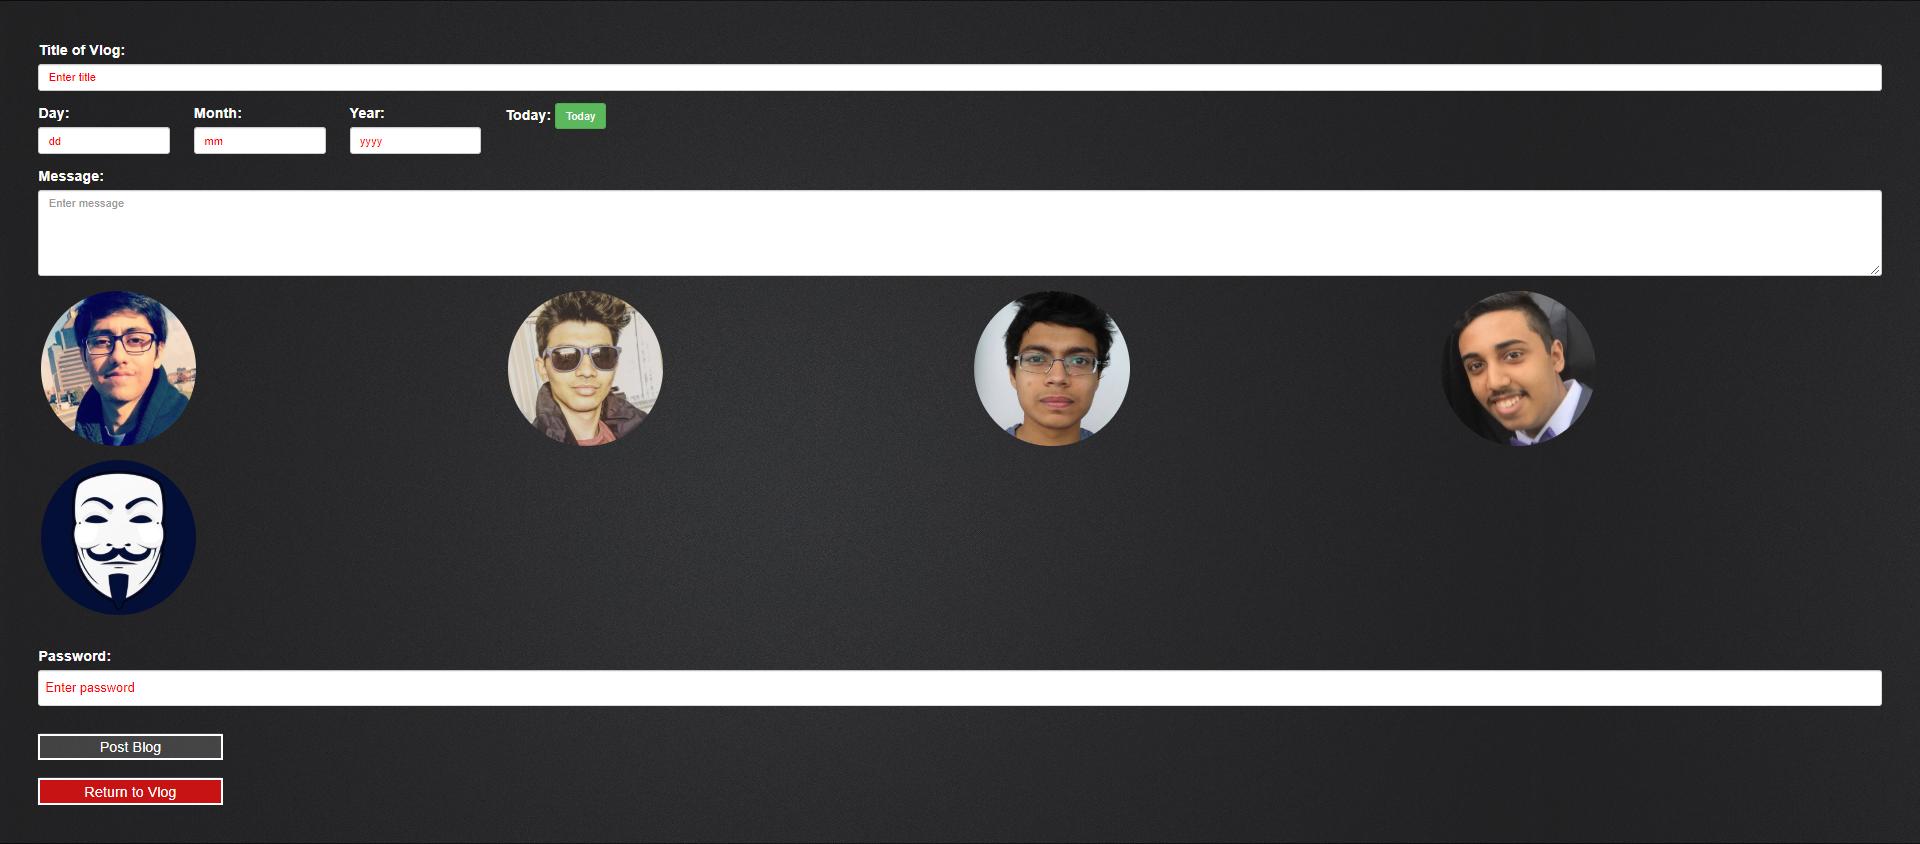 Title of Vlog:
Enter title
Day: Month: Year: Today: Today
dd mm yyyy
Message:
Enter message
Password:
Enter password
Post Blog
Return to Vlog